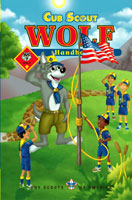 CUB SCOUT
WOLF
Handbook
BOY SCOUTS OF AMERICA